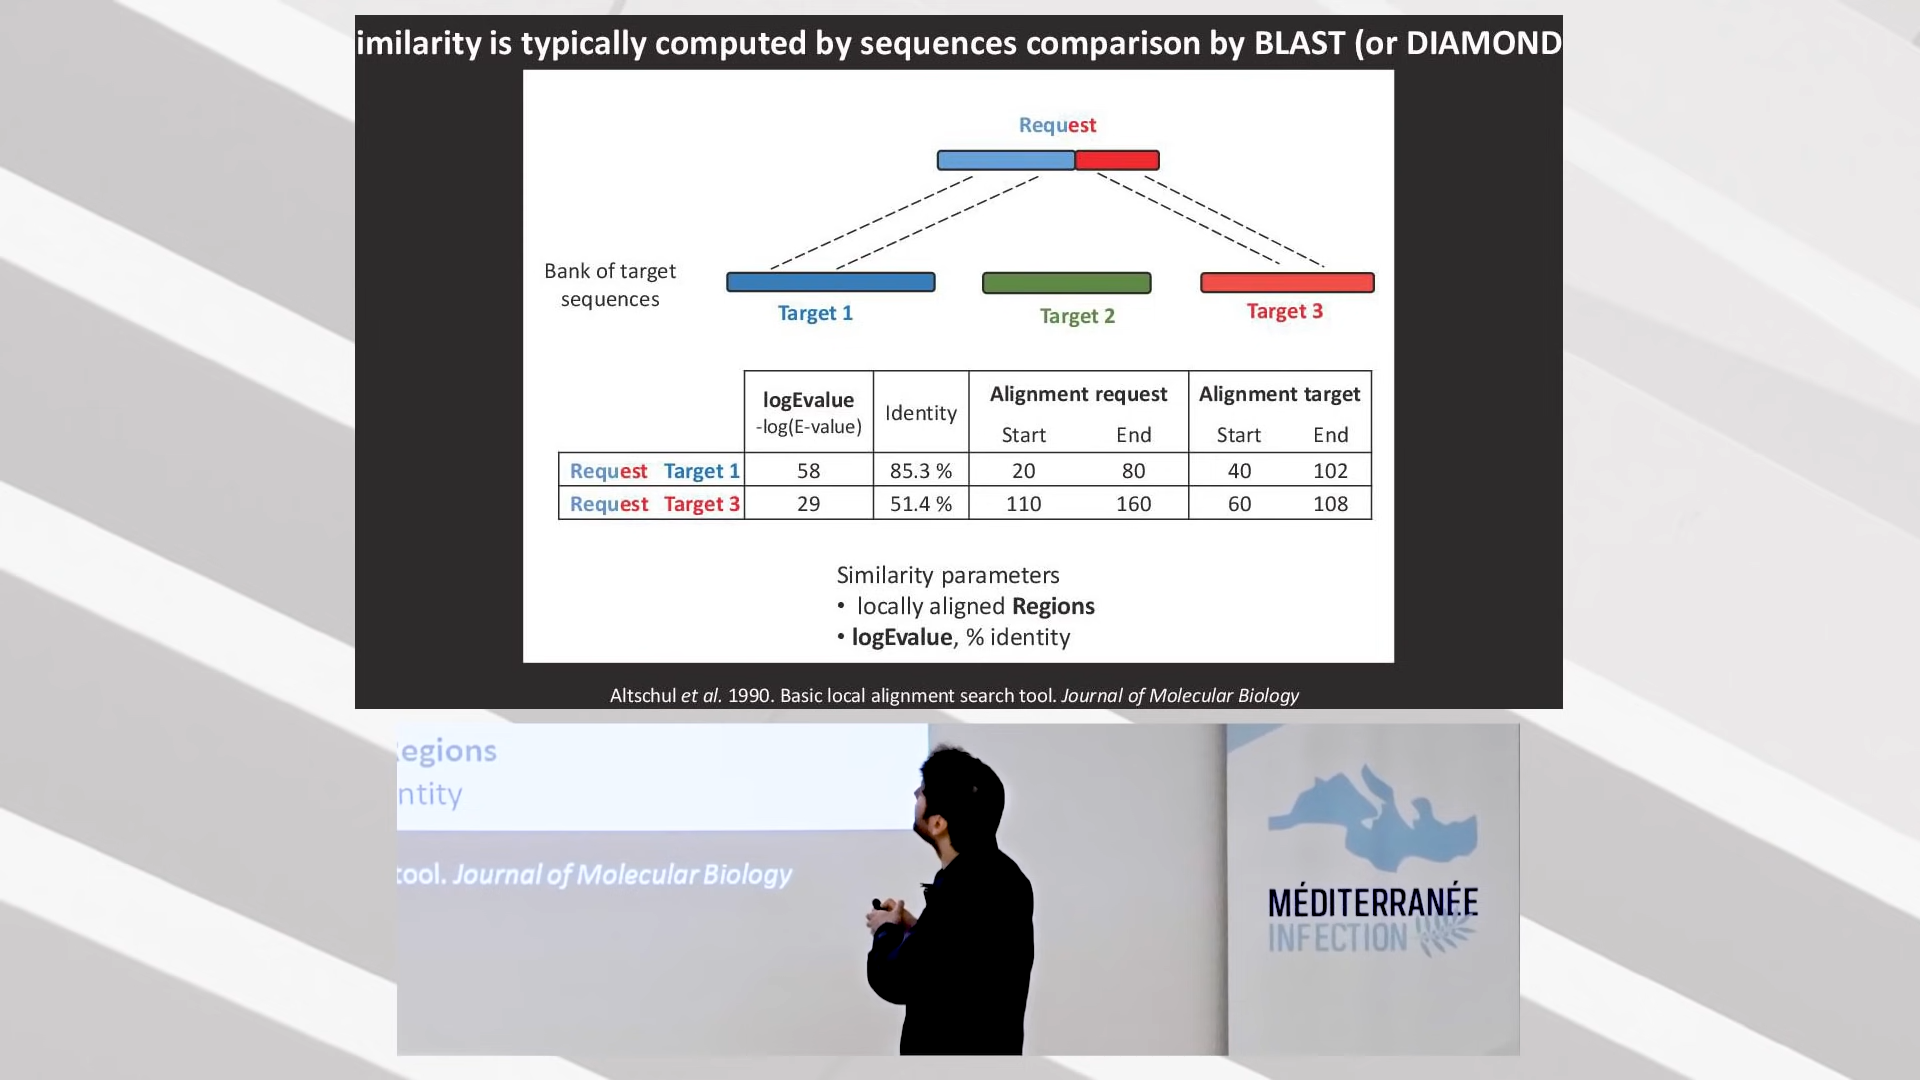 imilarity is typically computed by sequences comparison by BLAST (or DIAMOND
Request
Bank of target
sequences
Target 1
Target 2
Target 3
logEvalue
-log(E-value)
Identity
Alignment request
Alignment target
Start End Start End
Request Target 1 58 85.3 % 20 80 40 102
Request Target 3 29 51.4 % 110 160 60 108
Similarity parameters
• locally aligned Regions
• logEvalue, % identity
Altschul et al. 1990. Basic local alignment search tool. Journal of Molecular Biology
egions
ntity
tool. Journal of Molecular Biology
MÉDITERRANÉE
INFECTION